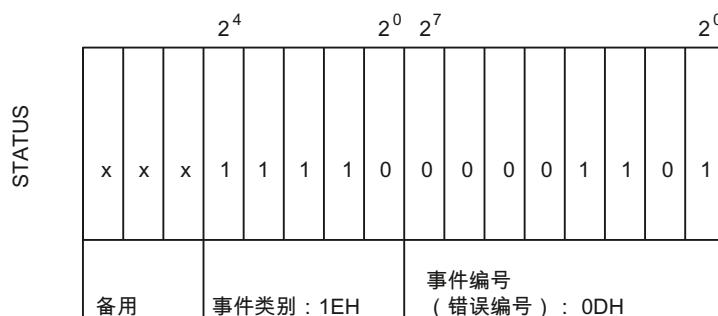 2⁴ 2⁰ 2⁷ 2⁰
STATUS
x x x 1 1 1 1 0 0 0 0 0 1 1 0 1
备用
事件类别：1EH
事件编号
（错误编号）：0DH